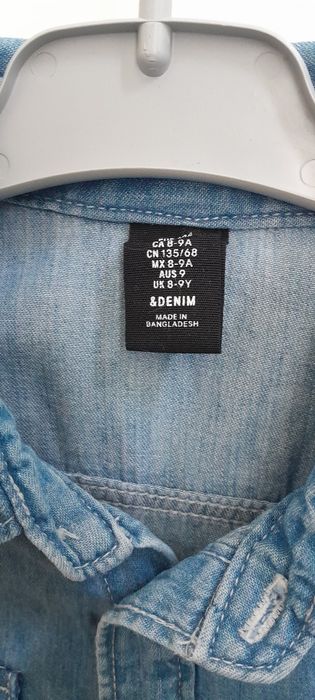 CA 8-9A
CN 135/68
MX 8-9A
AUS 9
UK 8-9Y
&DENIM
MADE IN
BANGLADESH